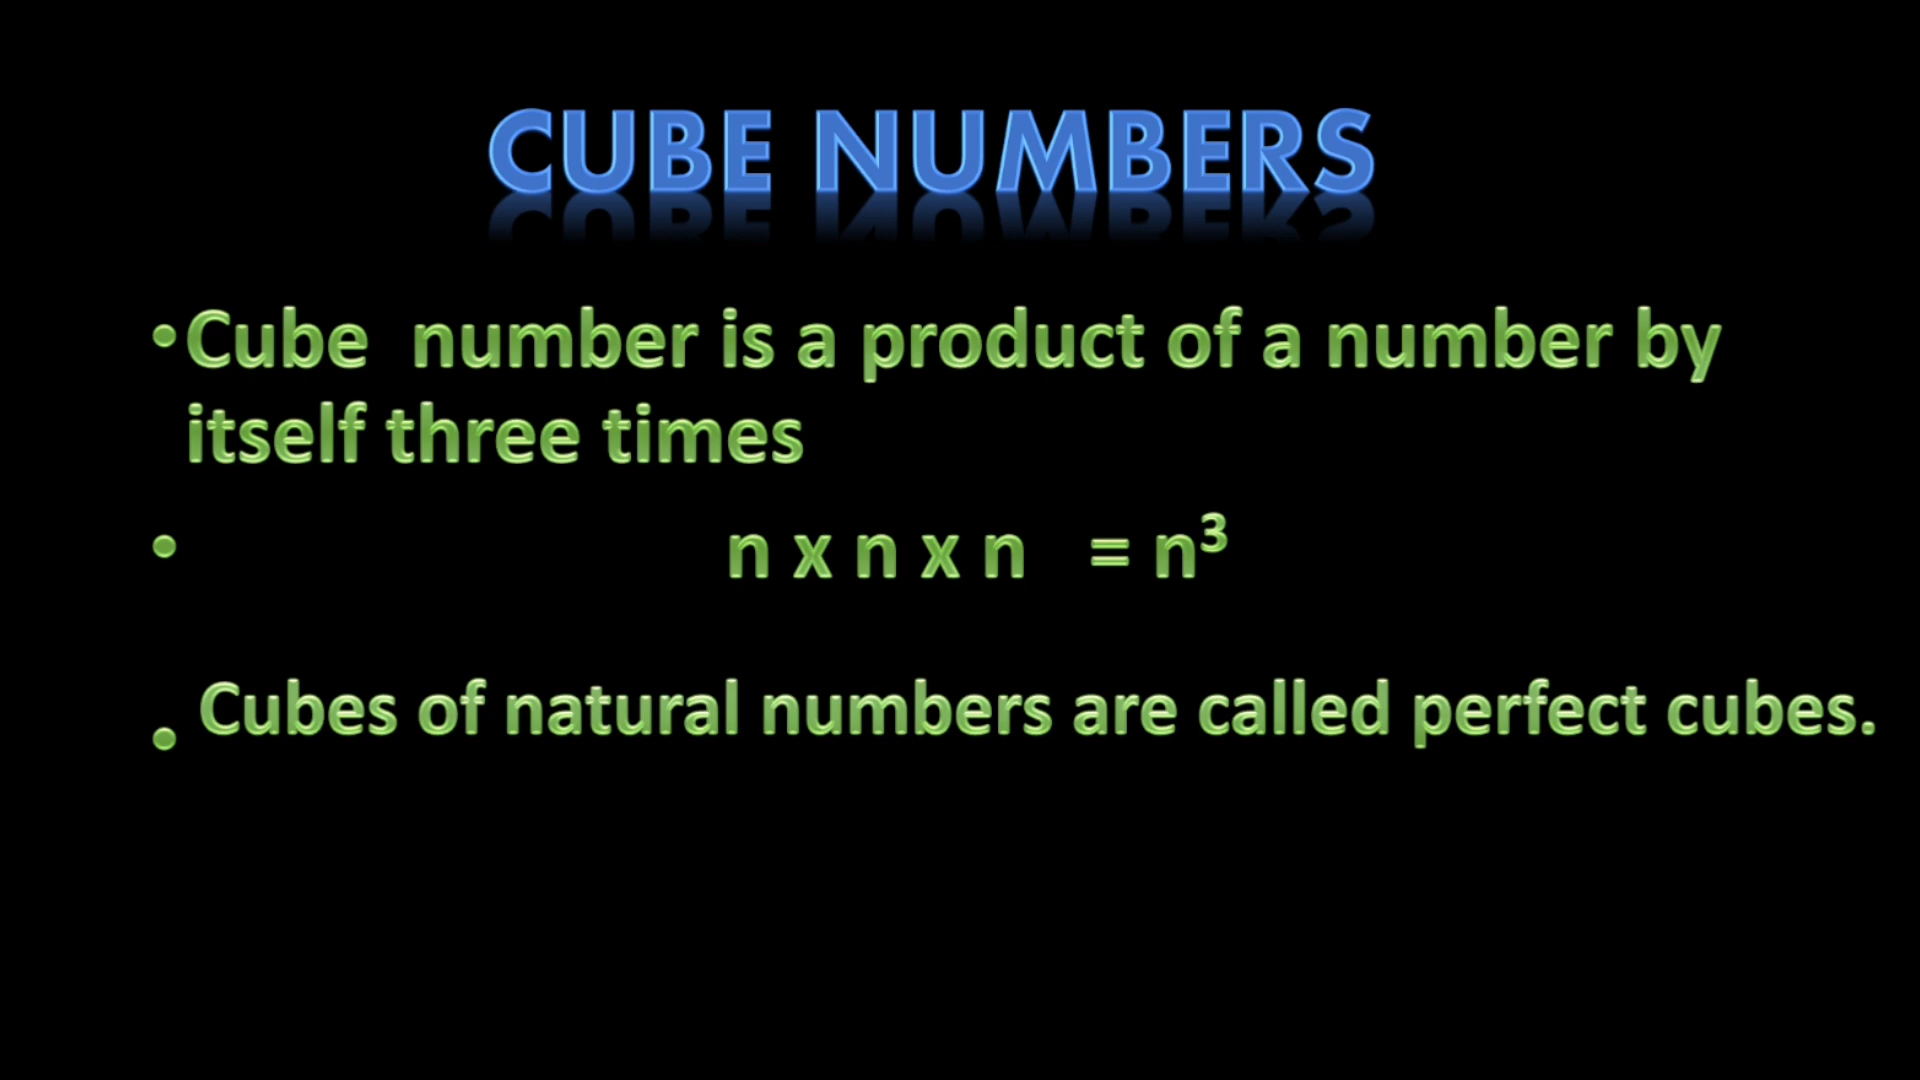 CUBE NUMBERS
•Cube  number is a product of a number by
itself three times
• n x n x n   = n³
• Cubes of natural numbers are called perfect cubes.